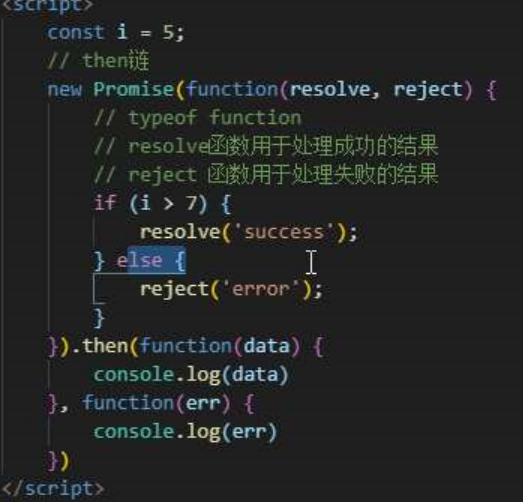 <script>
const i = 5;
// then链
new Promise(function(resolve, reject) {
// typeof function
// resolve函数用于处理成功的结果
// reject 函数用于处理失败的结果
if (i > 7) {
resolve('success');
} else {
reject('error');
}
}).then(function(data) {
console.log(data)
}, function(err) {
console.log(err)
})
</script>